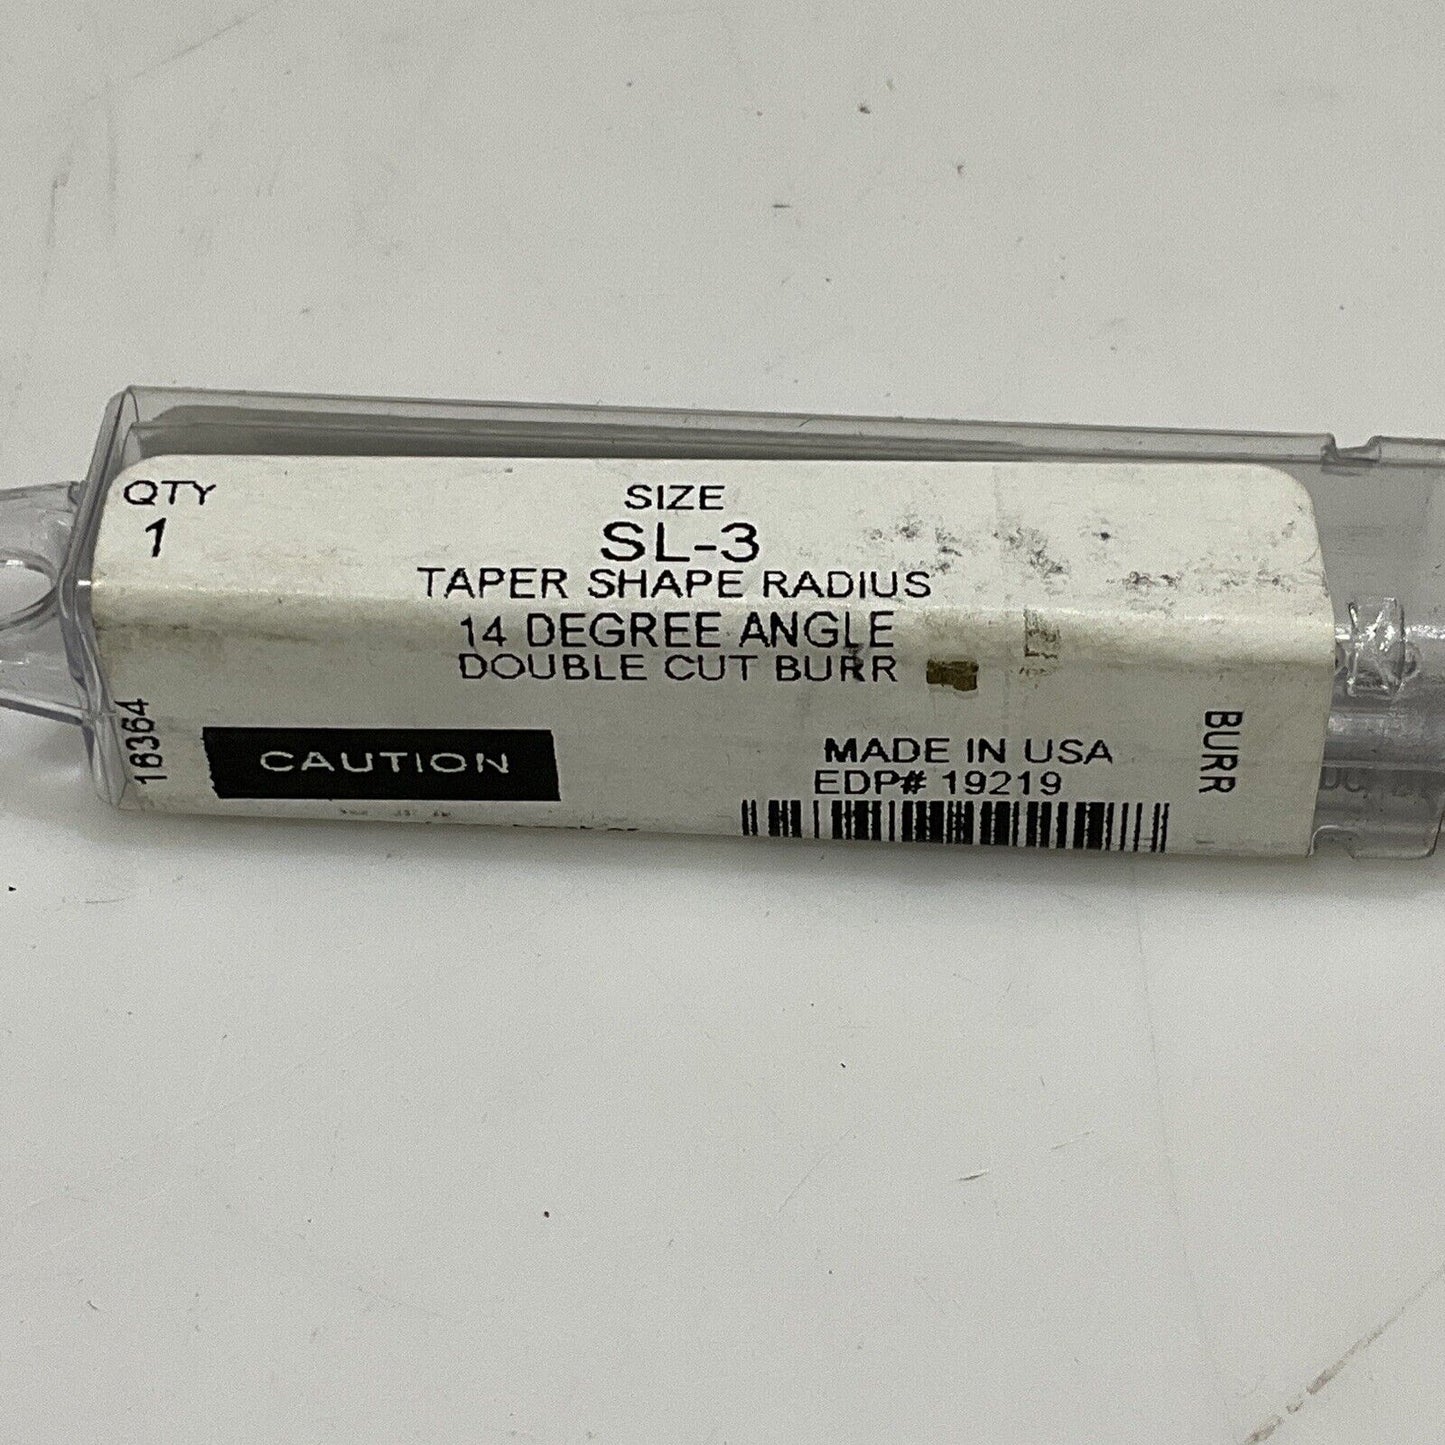 QTY
1
SIZE
SL-3
TAPER SHAPE RADIUS
14 DEGREE ANGLE
DOUBLE CUT BURR
16364
CAUTION
MADE IN USA
EDP# 19219
BURR